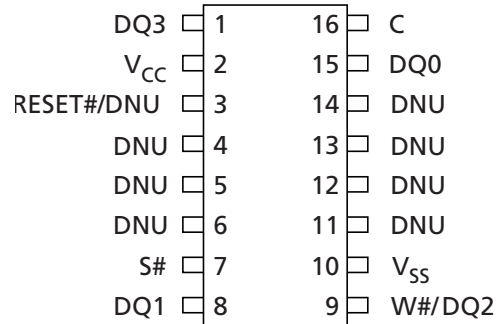 DQ3 1 16 C
VCC 2 15 DQ0
RESET#/DNU 3 14 DNU
DNU 4 13 DNU
DNU 5 12 DNU
DNU 6 11 DNU
S# 7 10 VSS
DQ1 8 9 W#/DQ2